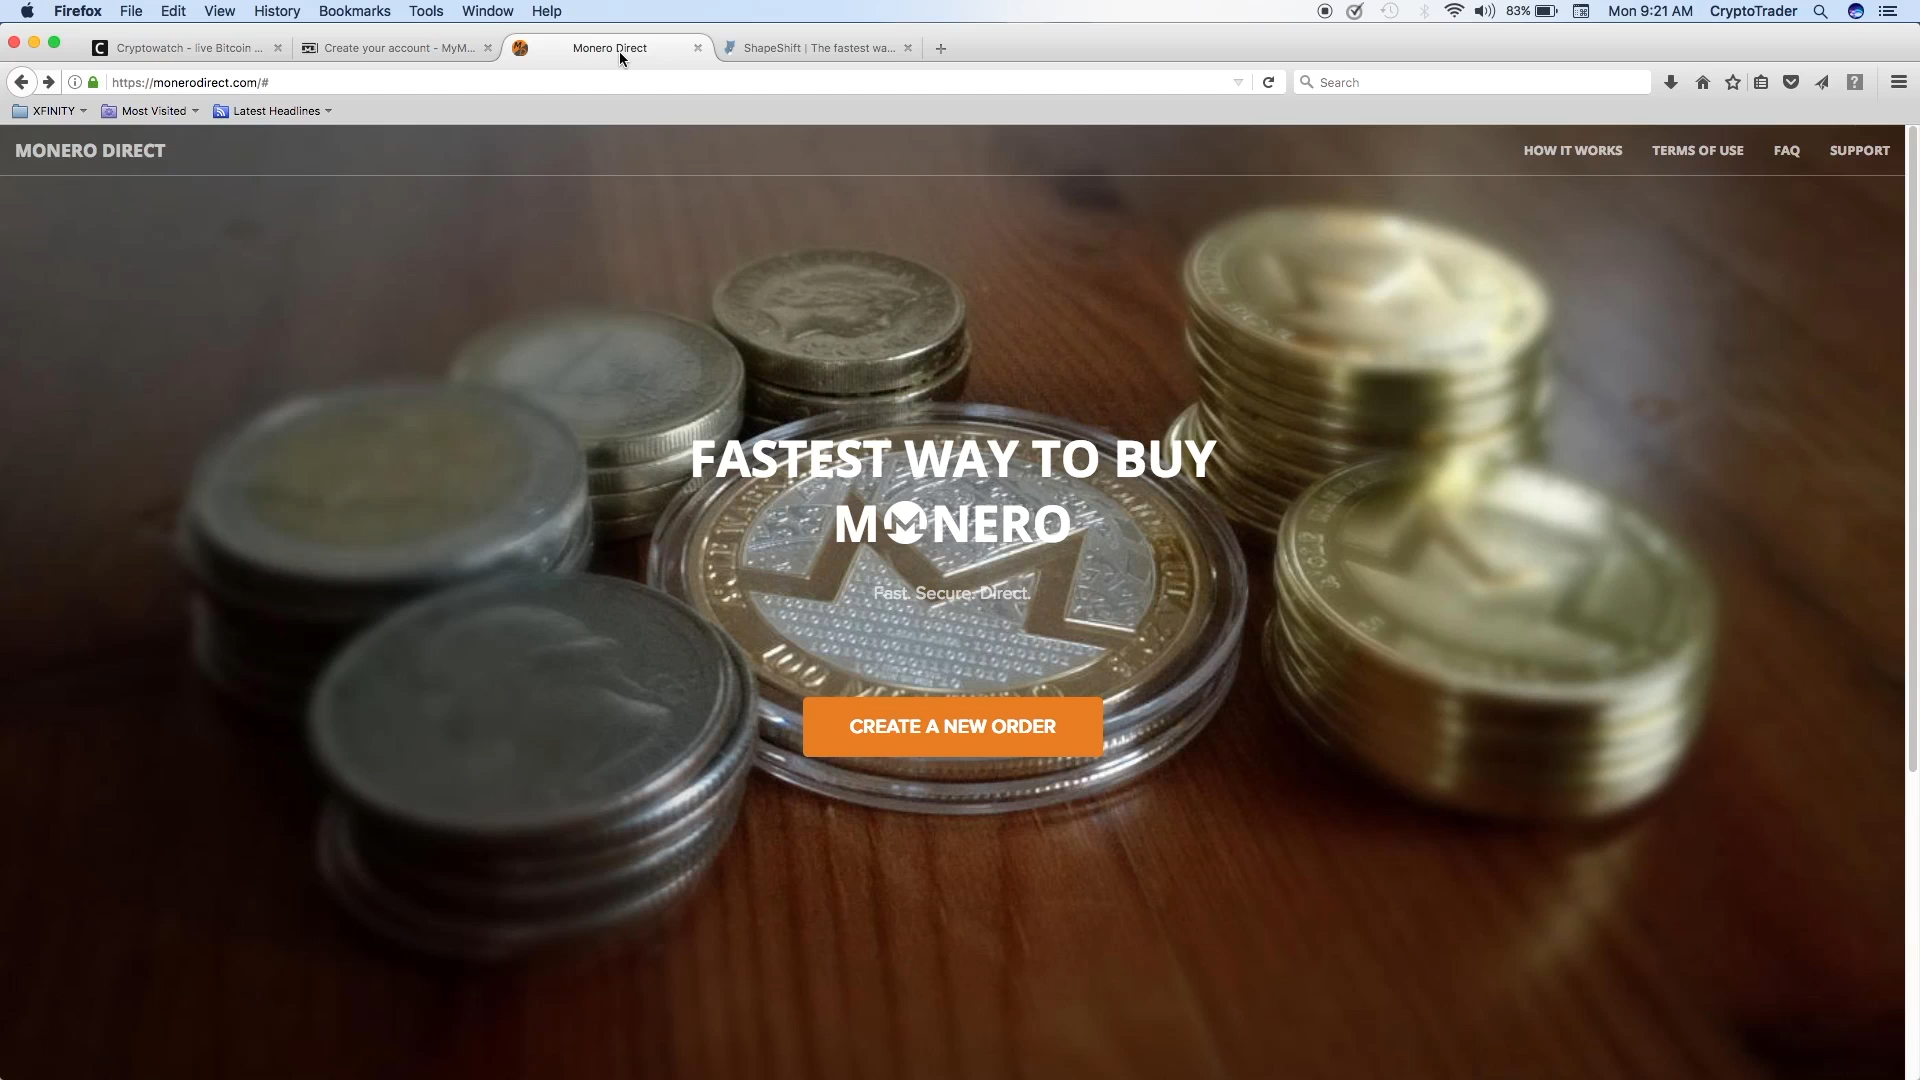 Firefox File Edit View History Bookmarks Tools Window Help 83% Mon 9:21 AM CryptoTrader
Cryptowatch - live Bitcoin ... Create your account - MyM... Monero Direct ShapeShift | The fastest wa...
https://monerodirect.com/# Search
XFINITY Most Visited Latest Headlines
MONERO DIRECT HOW IT WORKS TERMS OF USE FAQ SUPPORT
FASTEST WAY TO BUY
MONERO
Fast. Secure. Direct.
CREATE A NEW ORDER